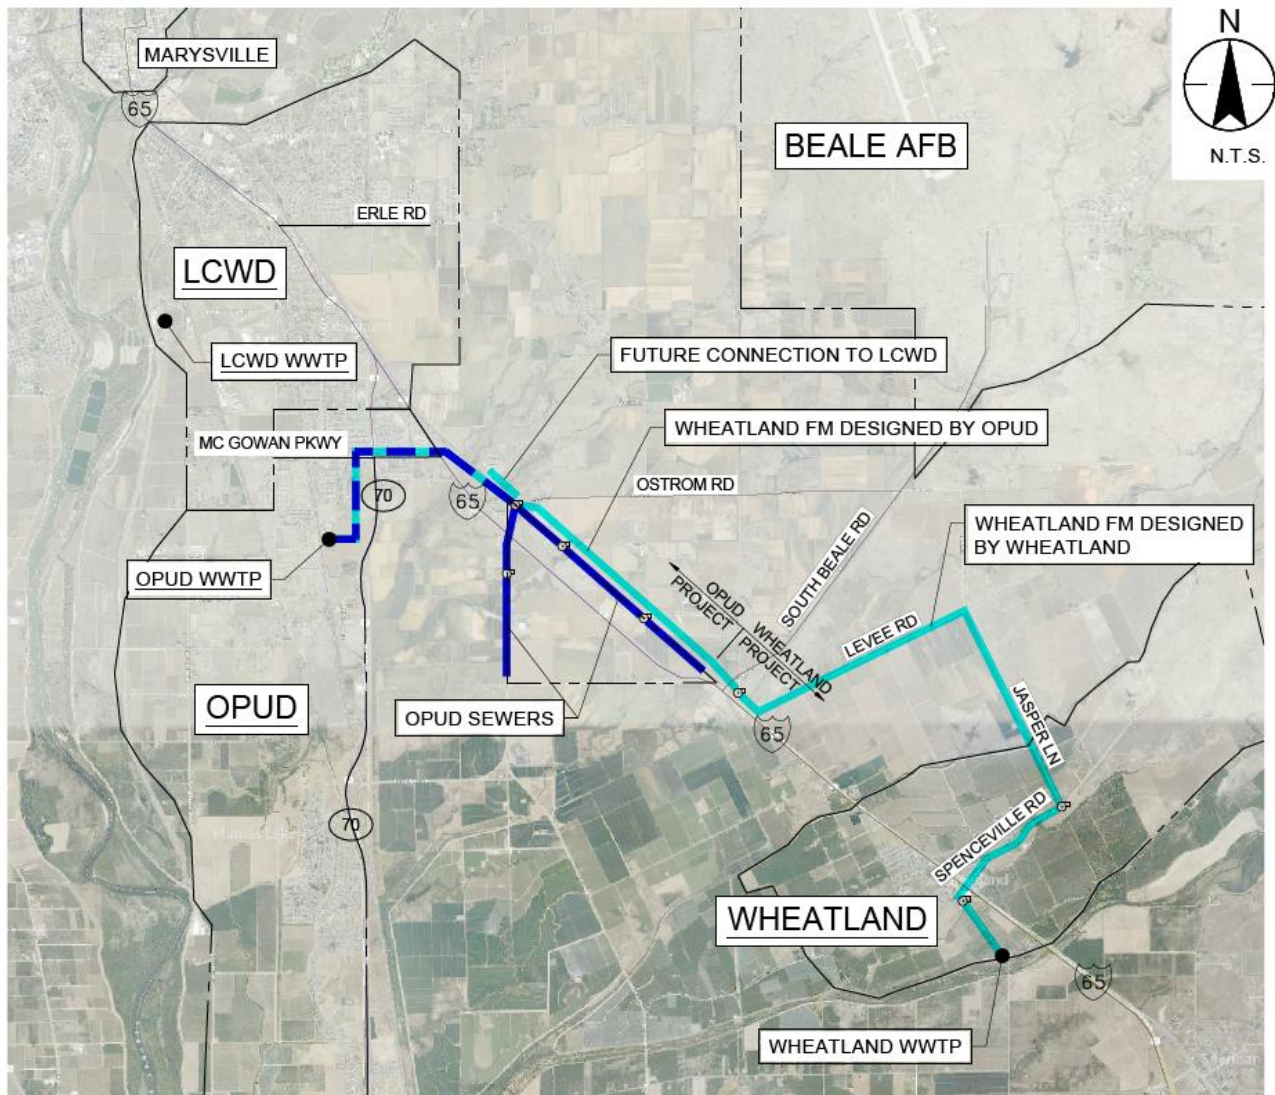 MARYSVILLE
N
65
N.T.S.
BEALE AFB
ERLE RD
LCWD
LCWD WWTP
FUTURE CONNECTION TO LCWD
WHEATLAND FM DESIGNED BY OPUD
MC GOWAN PKWY
OSTROM RD
70
65
WHEATLAND FM DESIGNED
BY WHEATLAND
OPUD WWTP
SOUTH BEALE RD
OPUD
PROJECT
WHEATLAND
PROJECT
LEVEE RD
OPUD
OPUD SEWERS
JASPER LN
65
70
SPENCEVILLE RD
WHEATLAND
65
WHEATLAND WWTP